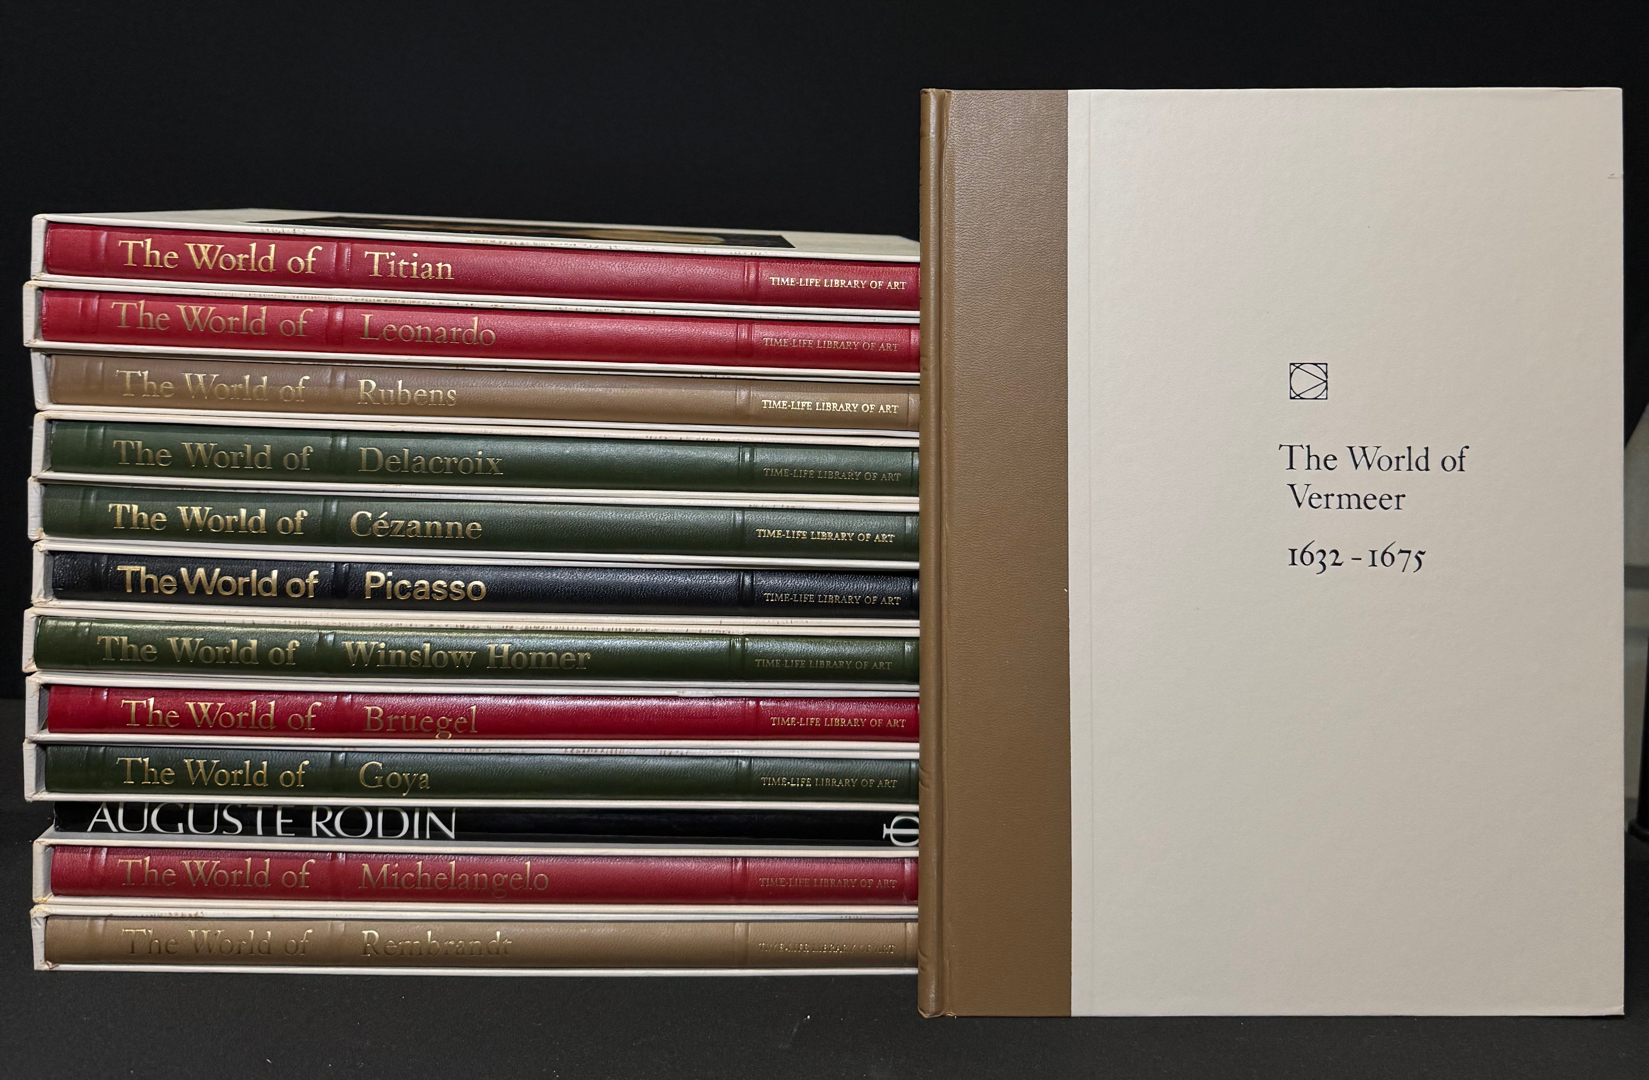 The World of Titian TIME-LIFE LIBRARY OF ART
The World of Leonardo TIME-LIFE LIBRARY OF ART
The World of Rubens TIME-LIFE LIBRARY OF ART
The World of Delacroix TIME-LIFE LIBRARY OF ART
The World of Cézanne TIME-LIFE LIBRARY OF ART
The World of Picasso TIME-LIFE LIBRARY OF ART
The World of Winslow Homer TIME-LIFE LIBRARY OF ART
The World of Bruegel TIME-LIFE LIBRARY OF ART
The World of Goya TIME-LIFE LIBRARY OF ART
AUGUSTE RODIN
The World of Michelangelo TIME-LIFE LIBRARY OF ART
The World of Rembrandt TIME-LIFE LIBRARY OF ART
The World of
Vermeer
1632-1675